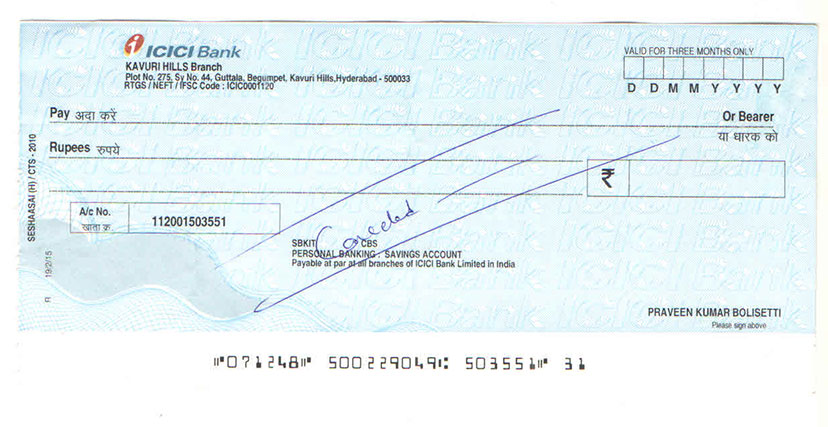 ICICI Bank
KAVURI HILLS Branch
Plot No. 275, Sy No. 44, Guttala, Begumpet, Kavuri Hills,Hyderabad - 500033
RTGS / NEFT / IFSC Code : ICIC0001120
VALID FOR THREE MONTHS ONLY
D D M M Y Y Y Y
Pay अदा करें
Or Bearer
या धारक को
Rupees रुपये
₹
A/c No.
खाता क्र.
112001503551
Canceled
SBKIT CBS
PERSONAL BANKING : SAVINGS ACCOUNT
Payable at par at all branches of ICICI Bank Limited in India
SESHAASAI (H) / CTS - 2010
R 19/2/15
PRAVEEN KUMAR BOLISETTI
Please sign above
⑈071248⑈ 500229049⑆ 503551⑈ 31